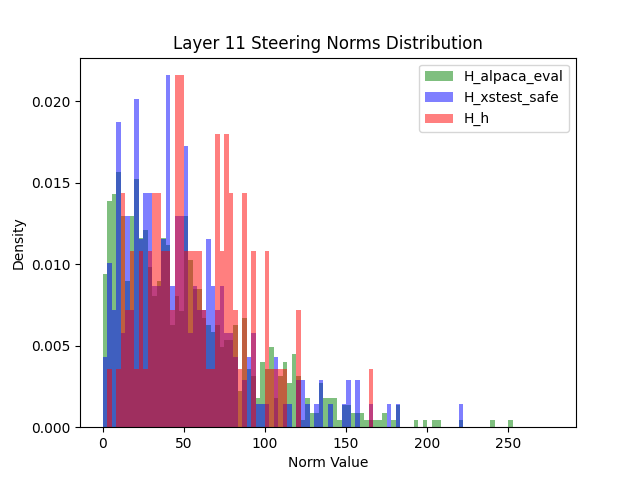 Layer 11 Steering Norms Distribution
H_alpaca_eval
H_xstest_safe
H_h
0.020
0.015
0.010
0.005
0.000
Density
0 50 100 150 200 250
Norm Value